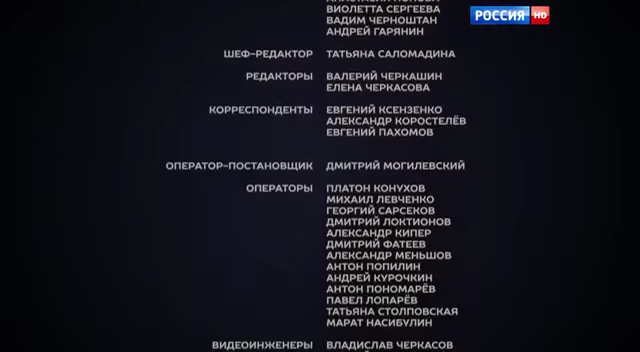 ВИОЛЕТТА СЕРГЕЕВА
ВАДИМ ЧЕРНОШТАН
АНДРЕЙ ГАРЯНИН
РОССИЯ HD
ШЕФ-РЕДАКТОР ТАТЬЯНА САЛОМАДИНА
РЕДАКТОРЫ ВАЛЕРИЙ ЧЕРКАШИН
ЕЛЕНА ЧЕРКАСОВА
КОРРЕСПОНДЕНТЫ ЕВГЕНИЙ КСЕНЗЕНКО
АЛЕКСАНДР КОРОСТЕЛЁВ
ЕВГЕНИЙ ПАХОМОВ
ОПЕРАТОР-ПОСТАНОВЩИК ДМИТРИЙ МОГИЛЕВСКИЙ
ОПЕРАТОРЫ ПЛАТОН КОНУХОВ
МИХАИЛ ЛЕВЧЕНКО
ГЕОРГИЙ САРСЕКОВ
ДМИТРИЙ ЛОКТИОНОВ
АЛЕКСАНДР КИПЕР
ДМИТРИЙ ФАТЕЕВ
АЛЕКСАНДР МЕНЬШОВ
АНТОН ПОПИЛИН
АНДРЕЙ КУРОЧКИН
АНТОН ПОНОМАРЁВ
ПАВЕЛ ЛОПАРЁВ
ТАТЬЯНА СТОЛПОВСКАЯ
МАРАТ НАСИБУЛИН
ВИДЕОИНЖЕНЕРЫ ВЛАДИСЛАВ ЧЕРКАСОВ